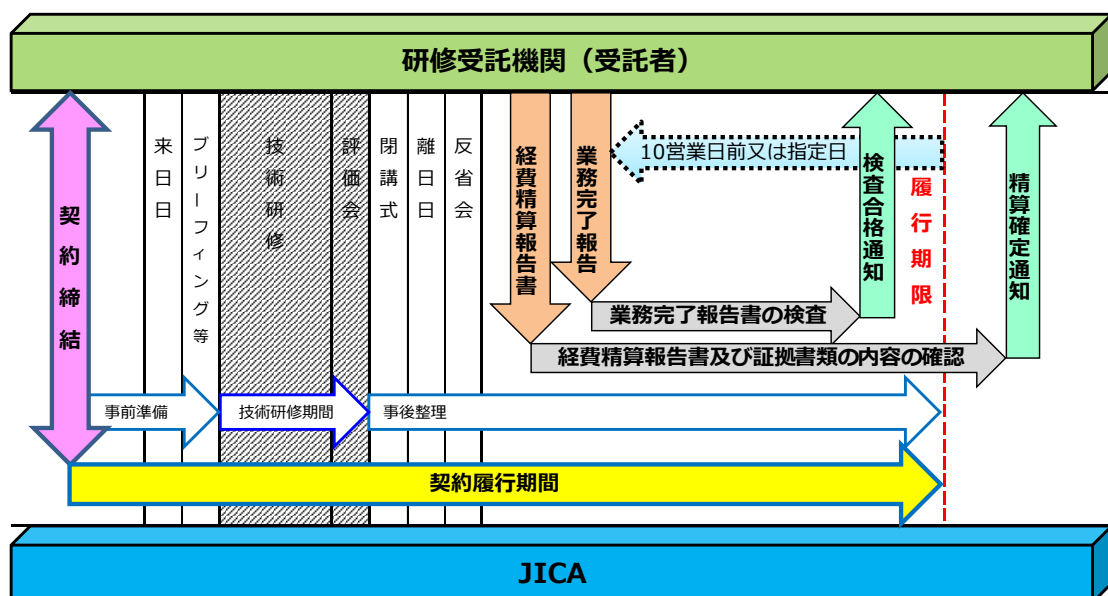 研修受託機関（受託者）
契約締結
来日日
ブリーフィング等
技術研修
評価会
閉講式
離日日
反省会
経費精算報告書
業務完了報告
10営業日前又は指定日
検査合格通知
履行期限
精算確定通知
業務完了報告書の検査
経費精算報告書及び証拠書類の内容の確認
事前準備
技術研修期間
事後整理
契約履行期間
JICA